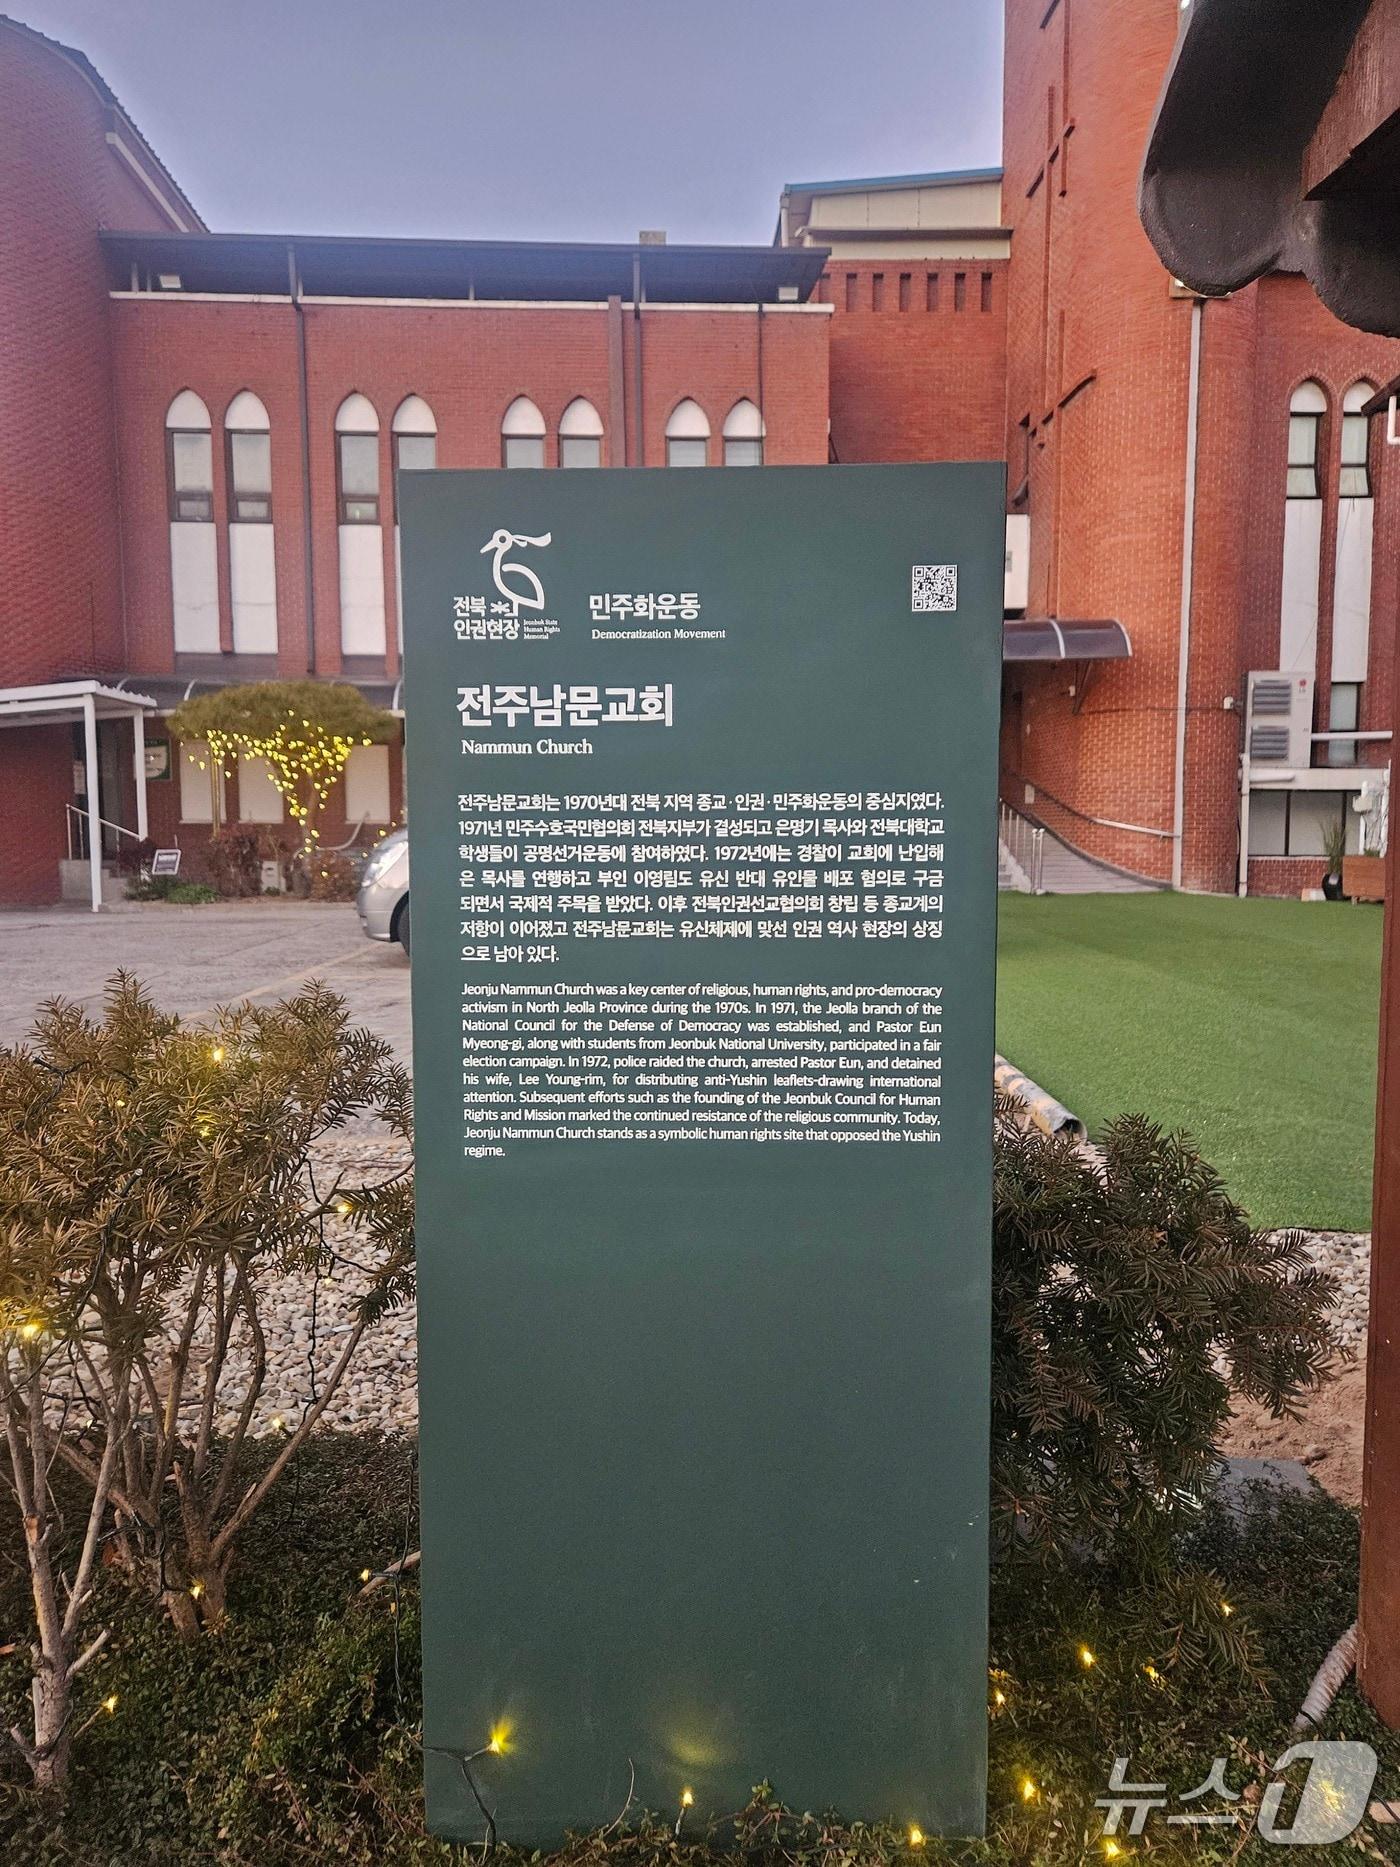 전북
인권현장
Jeonbuk State
Human Rights
Memorial
민주화운동
Democratization Movement
전주남문교회
Nammun Church
전주남문교회는 1970년대 전북 지역 종교·인권·민주화운동의 중심지였다.
1971년 민주수호국민협의회 전북지부가 결성되고 은명기 목사와 전북대학교
학생들이 공명선거운동에 참여하였다. 1972년에는 경찰이 교회에 난입해
은 목사를 연행하고 부인 이영림도 유신 반대 유인물 배포 혐의로 구금
되면서 국제적 주목을 받았다. 이후 전북인권선교협의회 창립 등 종교계의
저항이 이어졌고 전주남문교회는 유신체제에 맞선 인권 역사 현장의 상징
으로 남아 있다.
Jeonju Nammun Church was a key center of religious, human rights, and pro-democracy
activism in North Jeolla Province during the 1970s. In 1971, the Jeolla branch of the
National Council for the Defense of Democracy was established, and Pastor Eun
Myeong-gi, along with students from Jeonbuk National University, participated in a fair
election campaign. In 1972, police raided the church, arrested Pastor Eun, and detained
his wife, Lee Young-rim, for distributing anti-Yushin leaflets-drawing international
attention. Subsequent efforts such as the founding of the Jeonbuk Council for Human
Rights and Mission marked the continued resistance of the religious community. Today,
Jeonju Nammun Church stands as a symbolic human rights site that opposed the Yushin
regime.
뉴스1